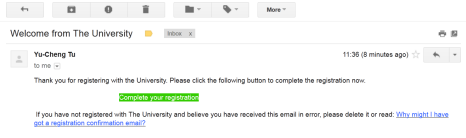 More
Welcome from The University
Inbox x
Yu-Cheng Tu
11:36 (8 minutes ago)
to me
Thank you for registering with the University. Please click the following button to complete the registration now.
Complete your registration
If you have not registered with The University and believe you have received this email in error, please delete it or read: Why might I have
got a registration confirmation email?